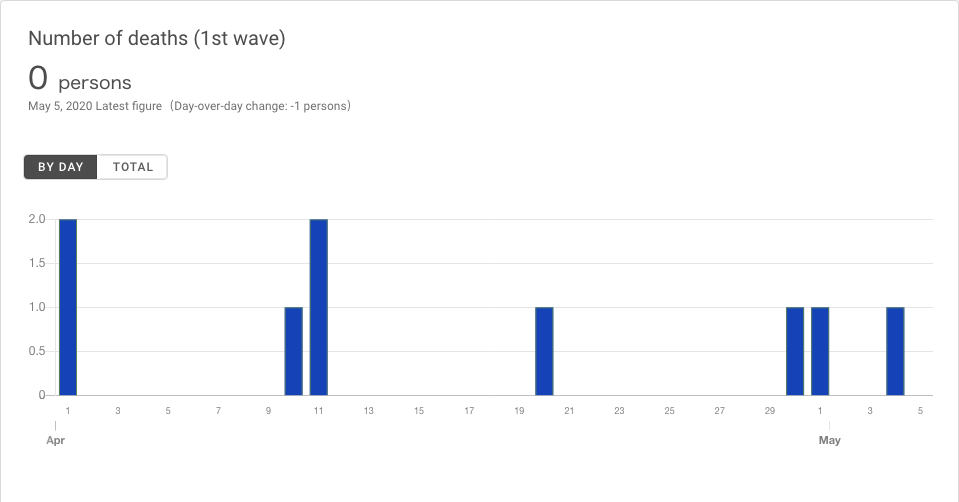 Number of deaths (1st wave)
0 persons
May 5, 2020 Latest figure（Day-over-day change: -1 persons）
BY DAY TOTAL
2.0
1.5
1.0
0.5
0
1 3 5 7 9 11 13 15 17 19 21 23 25 27 29 1 3 5
Apr May